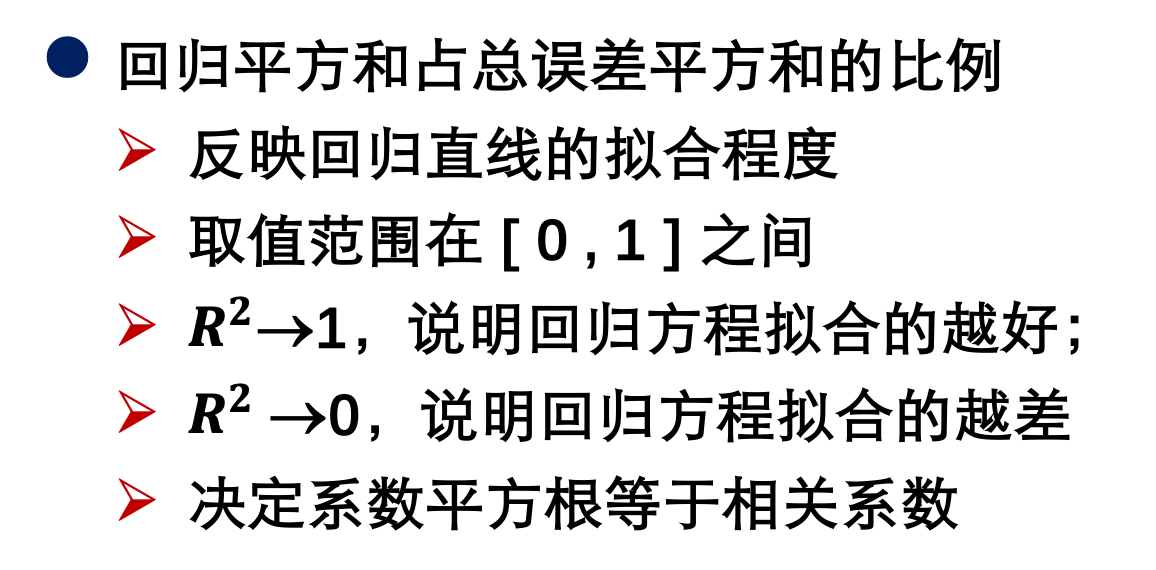 回归平方和占总误差平方和的比例
反映回归直线的拟合程度
取值范围在 [ 0 , 1 ] 之间
R² →1，说明回归方程拟合的越好；
R² →0，说明回归方程拟合的越差
决定系数平方根等于相关系数